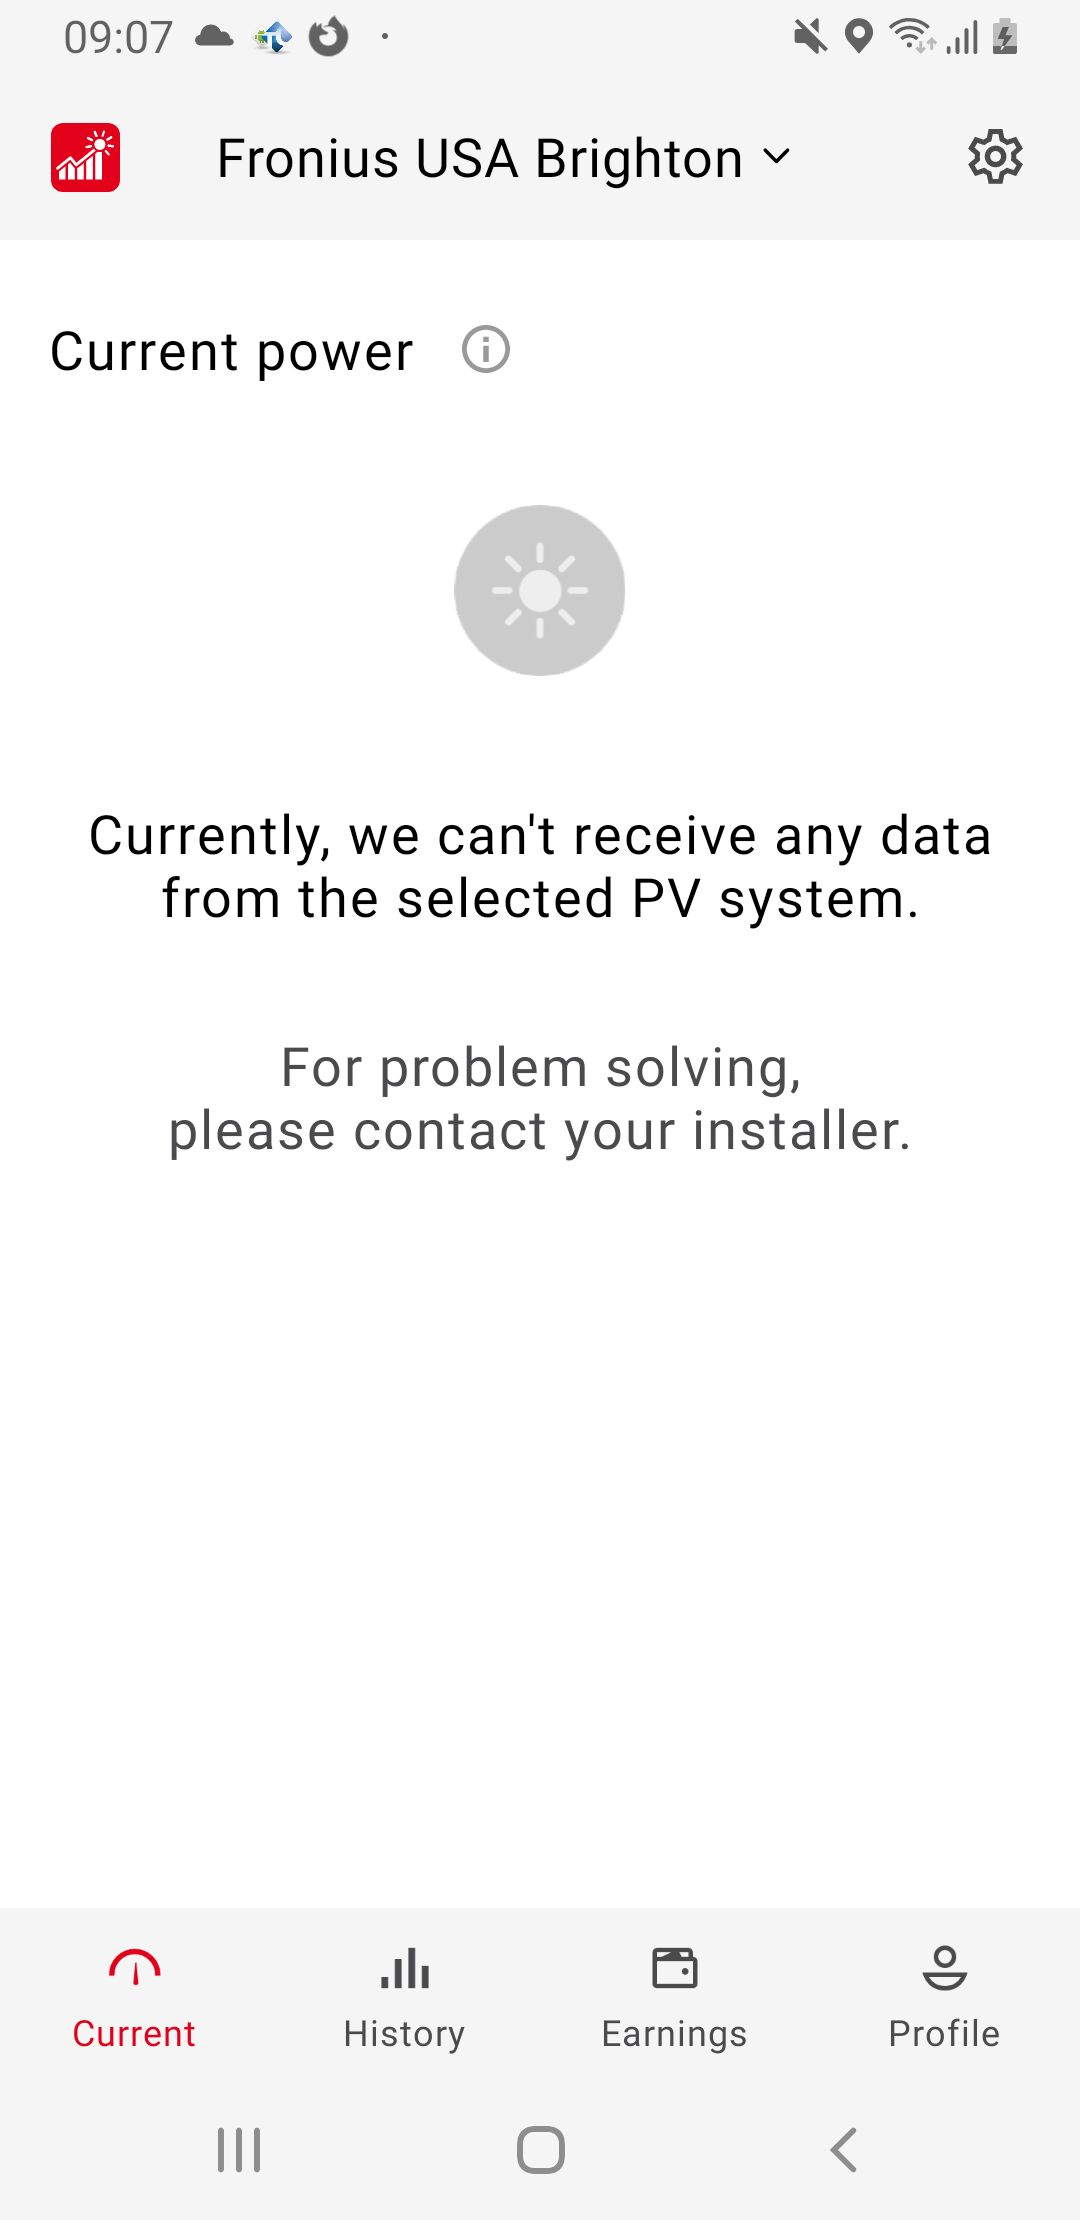 09:07
Fronius USA Brighton
Current power
Currently, we can't receive any data
from the selected PV system.
For problem solving,
please contact your installer.
Current
History
Earnings
Profile